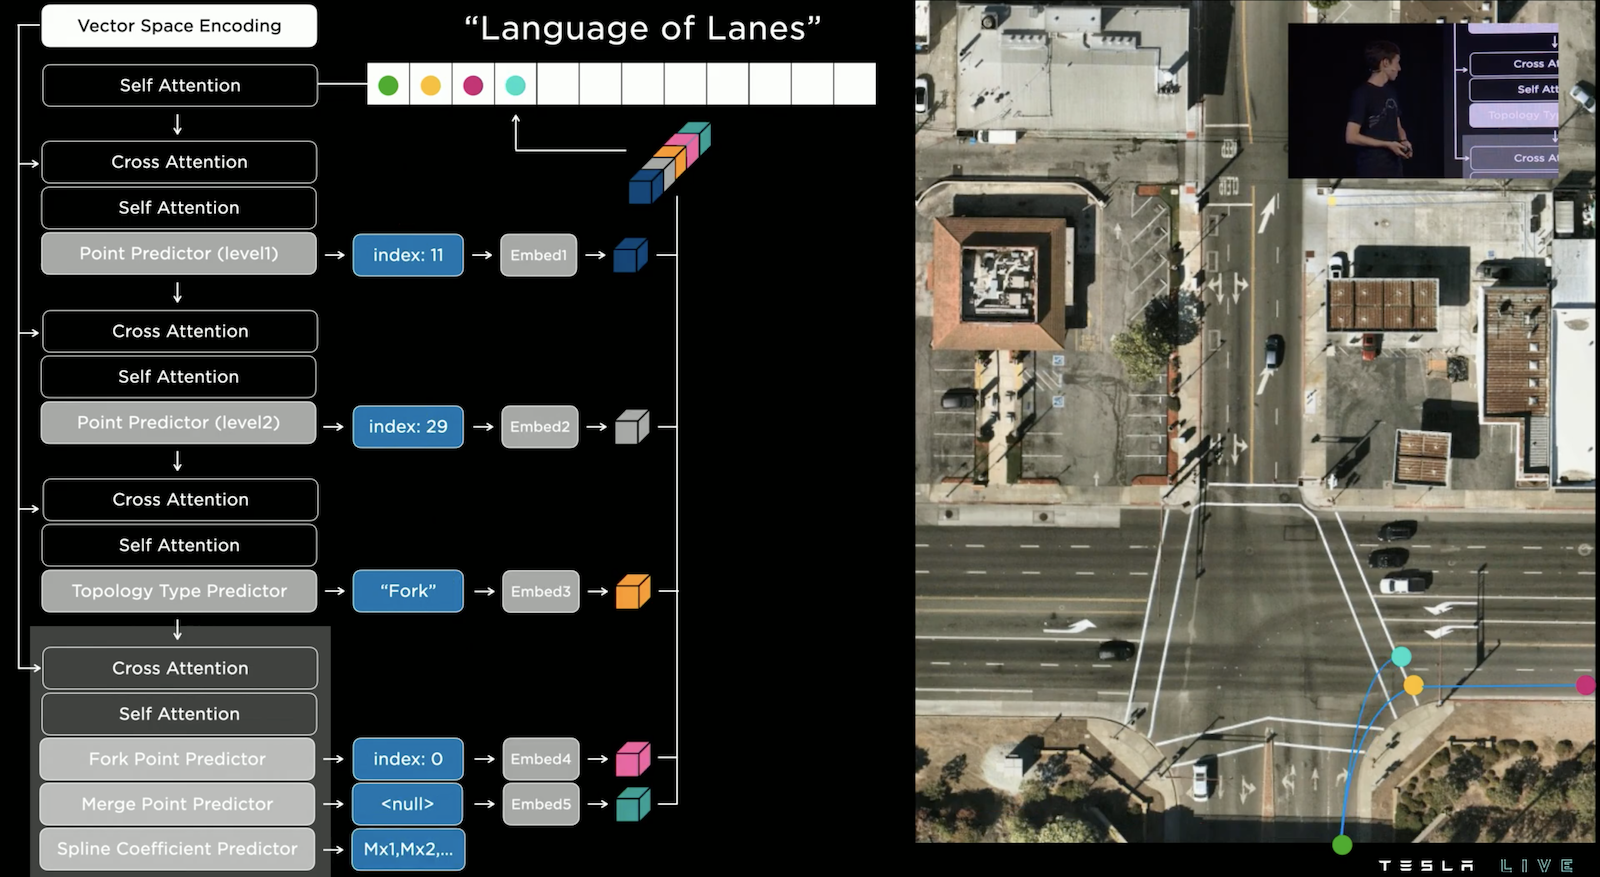 Vector Space Encoding
"Language of Lanes"
Self Attention
Cross Attention
Self Attention
Point Predictor (level1)
index: 11
Embed1
Cross Attention
Self Attention
Point Predictor (level2)
index: 29
Embed2
Cross Attention
Self Attention
Topology Type Predictor
"Fork"
Embed3
Cross Attention
Self Attention
Fork Point Predictor
index: 0
Embed4
Merge Point Predictor
<null>
Embed5
Spline Coefficient Predictor
Mx1,Mx2,...
Cross At
Self Att
Topology Typ
Cross At
KEEP
CLEAR
TESLA LIVE